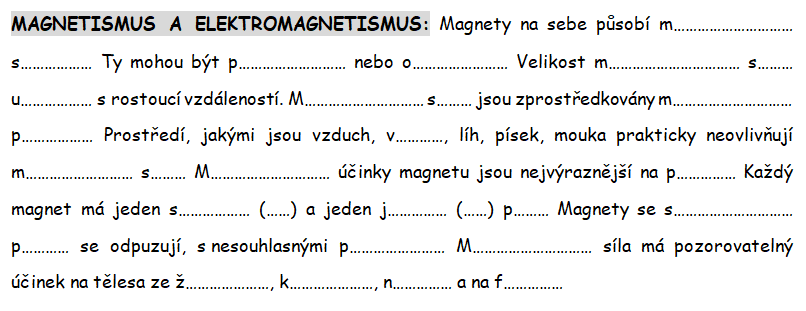 MAGNETISMUS A ELEKTROMAGNETISMUS: Magnety na sebe působí m…………………………
s……………… Ty mohou být p……………………… nebo o…………………… Velikost m…………………………… s………
u……………… s rostoucí vzdáleností. M………………………… s……… jsou zprostředkovány m…………………………
p……………… Prostředí, jakými jsou vzduch, v…………, líh, písek, mouka prakticky neovlivňují
m……………………… s……… M………………………… účinky magnetu jsou nejvýraznější na p…………… Každý
magnet má jeden s……………… (……) a jeden j…………… (……) p……… Magnety se s…………………………
p………… se odpuzují, s nesouhlasnými p…………………… M………………………… síla má pozorovatelný
účinek na tělesa ze ž…………………, k…………………, n…………… a na f……………